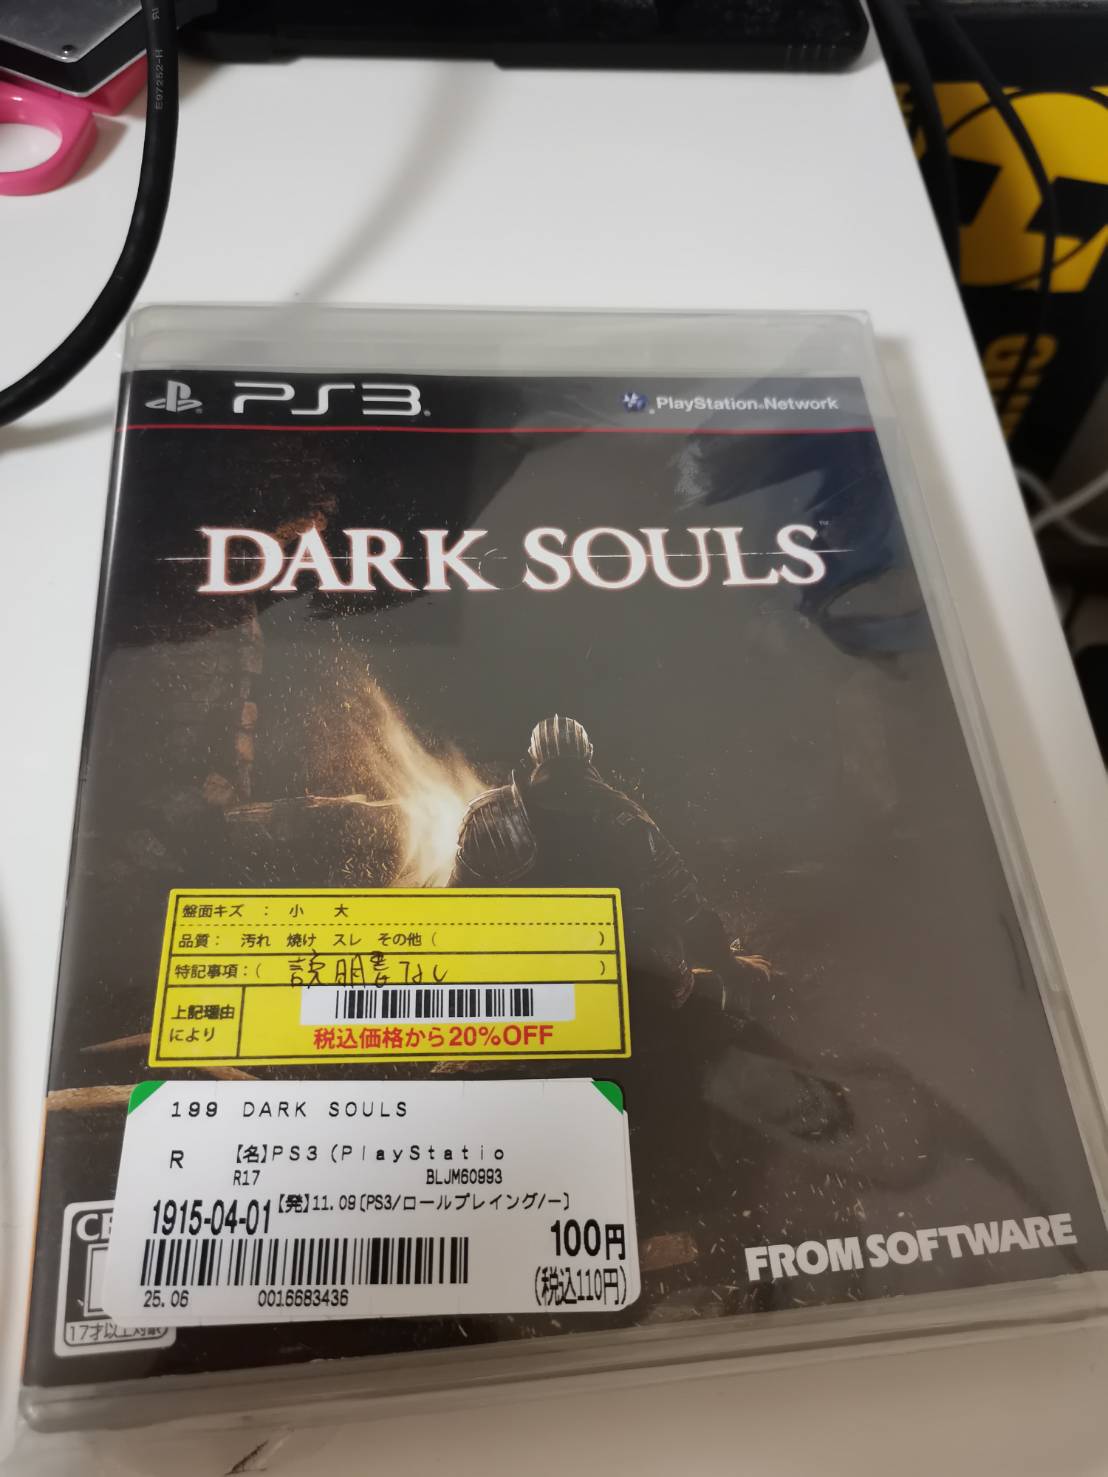 E97252-H
PS3
PlayStation Network
DARK SOULS
盤面キズ : 小 大
品質: 汚れ 焼け スレ その他 ( )
特記事項:( 説明書なし )
上記理由
により
税込価格から20%OFF
199 DARK SOULS
R 【名】PS3 (PlayStatio
R17 BLJM60993
1915-04-01 【発】11.09(PS3/ロールプレイング/ー)
100円
(税込110円)
25.06 0016683436
17才以上対象
FROM SOFTWARE